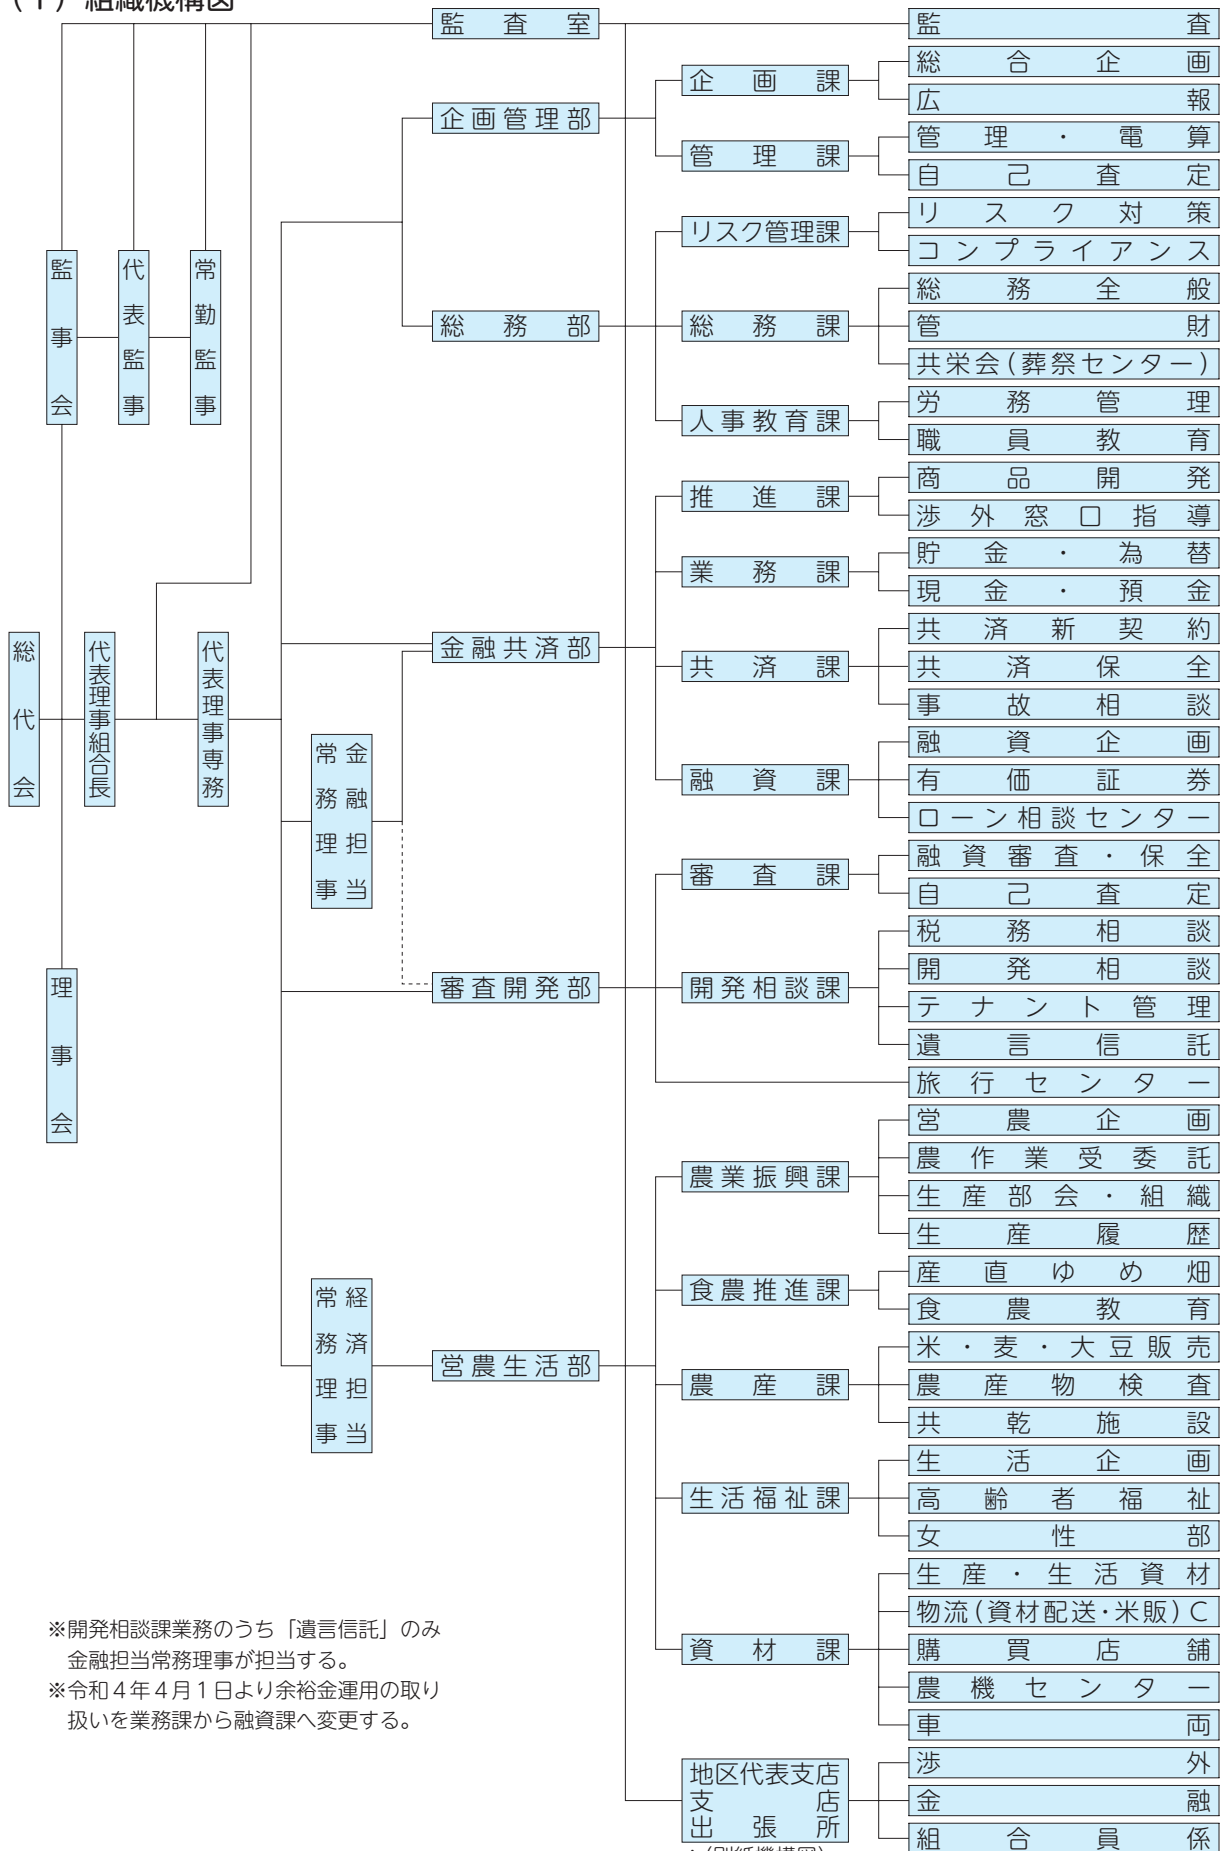 （１）組織機構図
監査室
監査
企画管理部
企画課
総合企画
広報
管理課
管理・電算
自己査定
総務部
リスク管理課
リスク対策
コンプライアンス
総務課
総務全般
管財
共栄会（葬祭センター）
人事教育課
労務管理
職員教育
監事会
代表監事
常勤監事
総代会
代表理事組合長
代表理事専務
理事会
金融担当
常務理事
金融共済部
推進課
商品開発
渉外窓口指導
業務課
貯金・為替
現金・預金
共済課
共済新契約
共済保全
事故相談
融資課
融資企画
有価証券
ローン相談センター
審査開発部
審査課
融資審査・保全
自己査定
開発相談課
税務相談
開発相談
テナント管理
遺言信託
旅行センター
経済担当
常務理事
営農生活部
農業振興課
営農企画
農作業受委託
生産部会・組織
生産履歴
食農推進課
産直ゆめ畑
食農教育
農産課
米・麦・大豆販売
農産物検査
共乾施設
生活福祉課
生活企画
高齢者福祉
女性部
資材課
生産・生活資材
物流（資材配送・米販）Ｃ
購買店舗
農機センター
車両
地区代表支店
支店
出張所
渉外
金融
組合員係
※開発相談課業務のうち「遺言信託」のみ
金融担当常務理事が担当する。
※令和４年４月１日より余裕金運用の取り
扱いを業務課から融資課へ変更する。